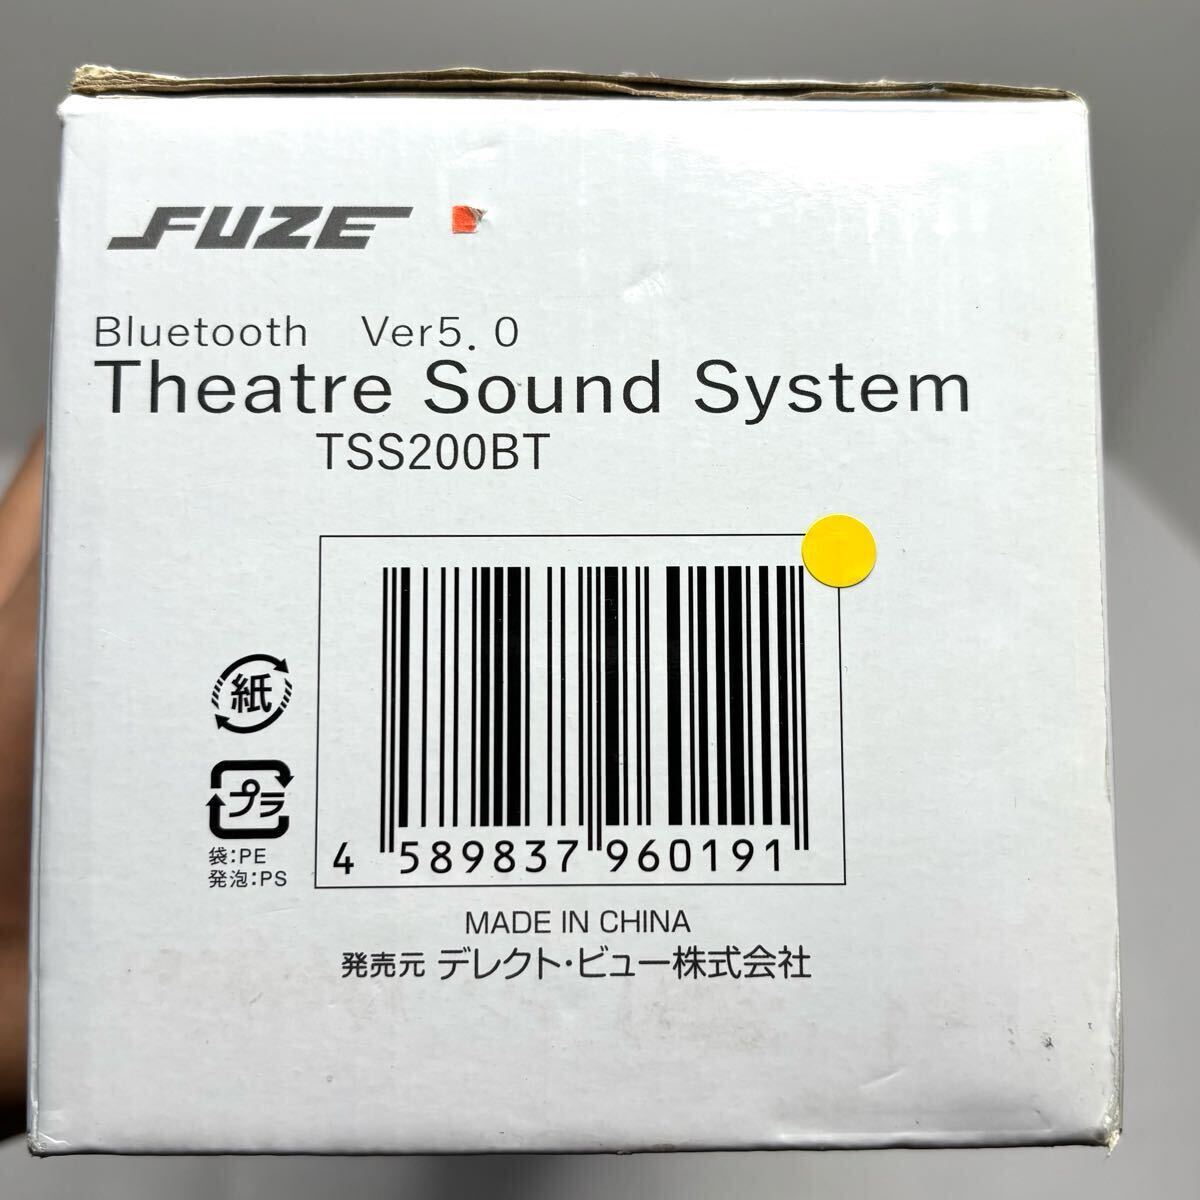 FUZE
Bluetooth Ver5.0
Theatre Sound System
TSS200BT
紙
プラ
袋:PE
発泡:PS
4 589837 960191
MADE IN CHINA
発売元 デレクト・ビュー株式会社